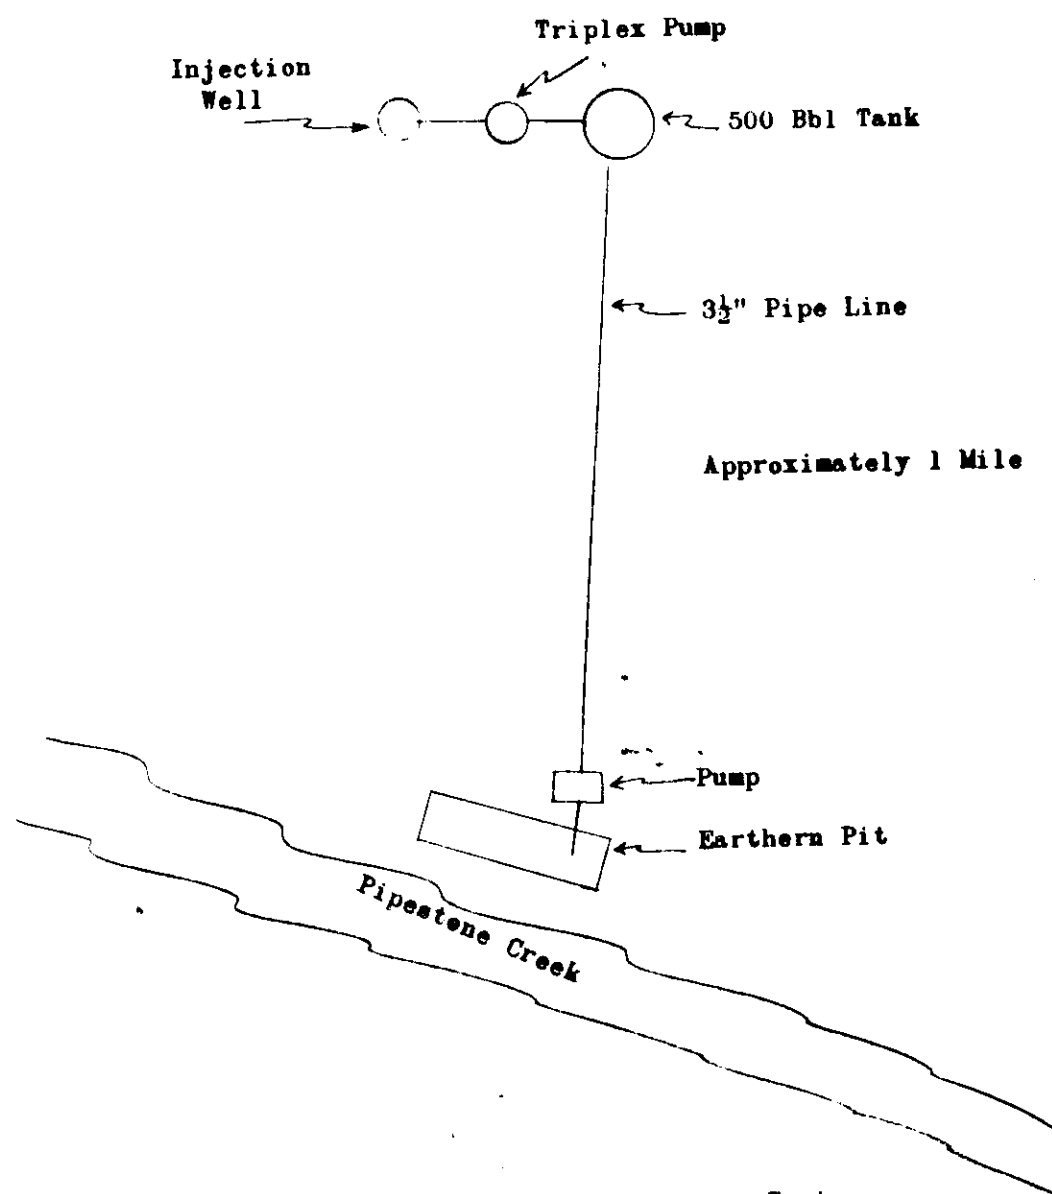 Triplex Pump
Injection
Well
500 Bbl Tank
3½" Pipe Line
Approximately 1 Mile
Pump
Earthern Pit
Pipestone Creek